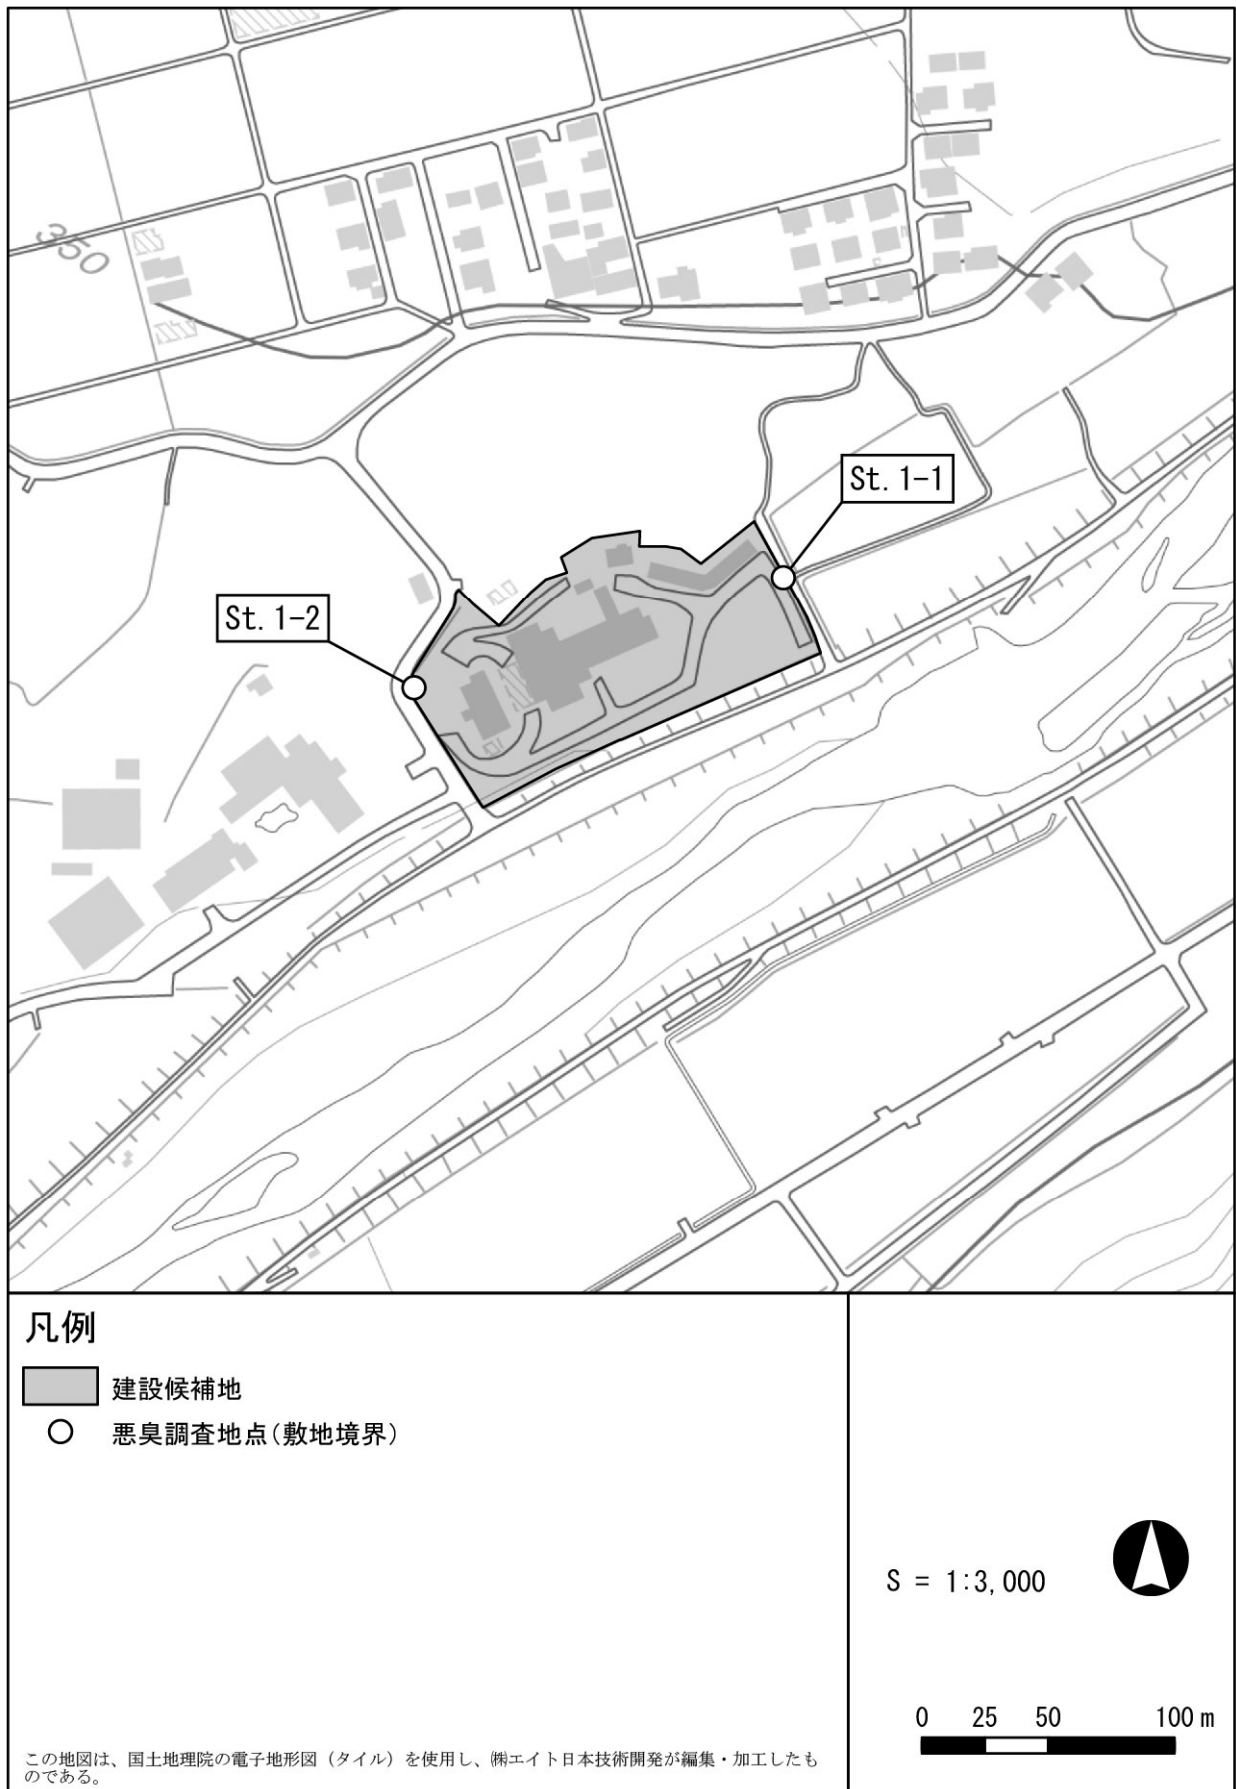 350
St. 1-1
St. 1-2
凡例
建設候補地
悪臭調査地点(敷地境界)
S = 1:3,000
0 25 50 100 m
この地図は、国土地理院の電子地形図（タイル）を使用し、㈱エイト日本技術開発が編集・加工したも
のである。